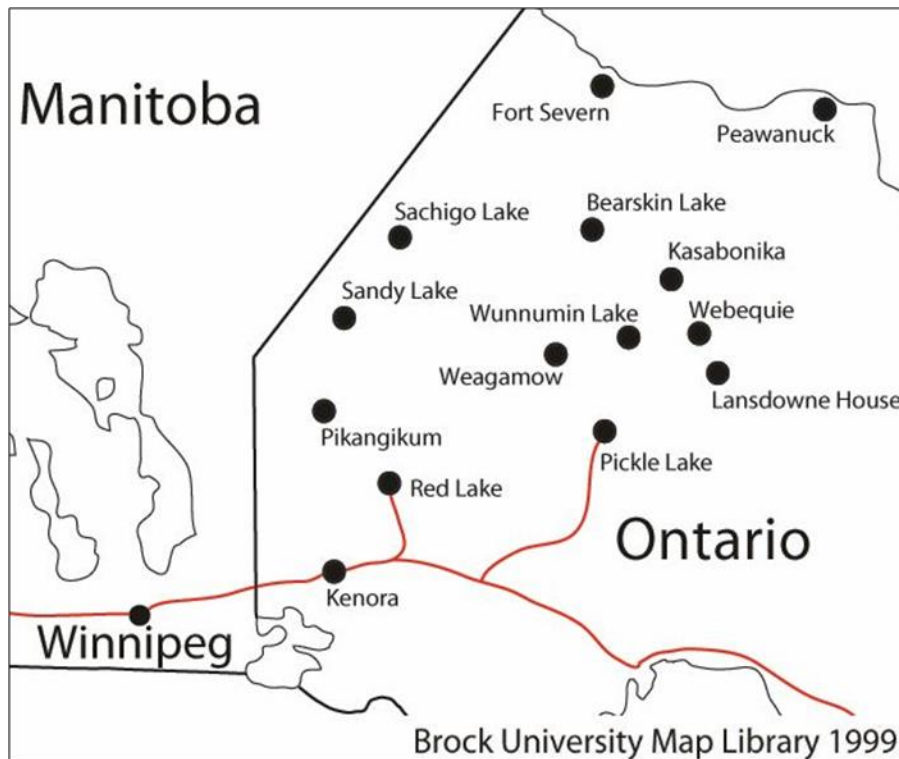 Manitoba
Fort Severn
Peawanuck
Sachigo Lake
Bearskin Lake
Kasabonika
Sandy Lake
Wunnumin Lake
Webequie
Weagamow
Lansdowne House
Pikangikum
Pickle Lake
Red Lake
Ontario
Kenora
Winnipeg
Brock University Map Library 1999